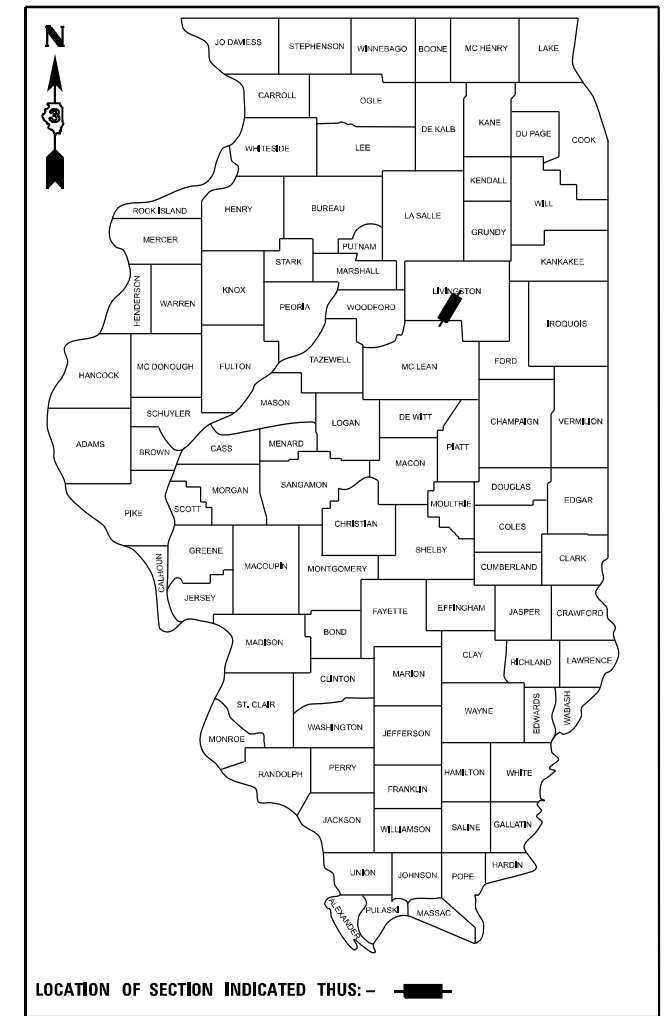 N
3
JO DAVIESS STEPHENSON WINNEBAGO BOONE MC HENRY LAKE
CARROLL OGLE DE KALB KANE DU PAGE COOK
WHITESIDE LEE
KENDALL
ROCK ISLAND HENRY BUREAU LA SALLE WILL
MERCER PUTNAM GRUNDY
STARK MARSHALL KANKAKEE
HENDERSON WARREN KNOX PEORIA WOODFORD LIVINGSTON IROQUOIS
HANCOCK MC DONOUGH FULTON TAZEWELL MC LEAN FORD
MASON
SCHUYLER LOGAN DE WITT CHAMPAIGN VERMILION
ADAMS BROWN CASS MENARD MACON PIATT
MORGAN SANGAMON DOUGLAS EDGAR
PIKE SCOTT CHRISTIAN MOULTRIE COLES
CALHOUN GREENE MACOUPIN MONTGOMERY SHELBY CUMBERLAND CLARK
JERSEY FAYETTE EFFINGHAM JASPER CRAWFORD
MADISON BOND CLAY RICHLAND LAWRENCE
CLINTON MARION
ST. CLAIR WASHINGTON WAYNE EDWARDS WABASH
MONROE JEFFERSON
RANDOLPH PERRY FRANKLIN HAMILTON WHITE
JACKSON WILLIAMSON SALINE GALLATIN
UNION JOHNSON POPE HARDIN
ALEXANDER PULASKI MASSAC
LOCATION OF SECTION INDICATED THUS: –